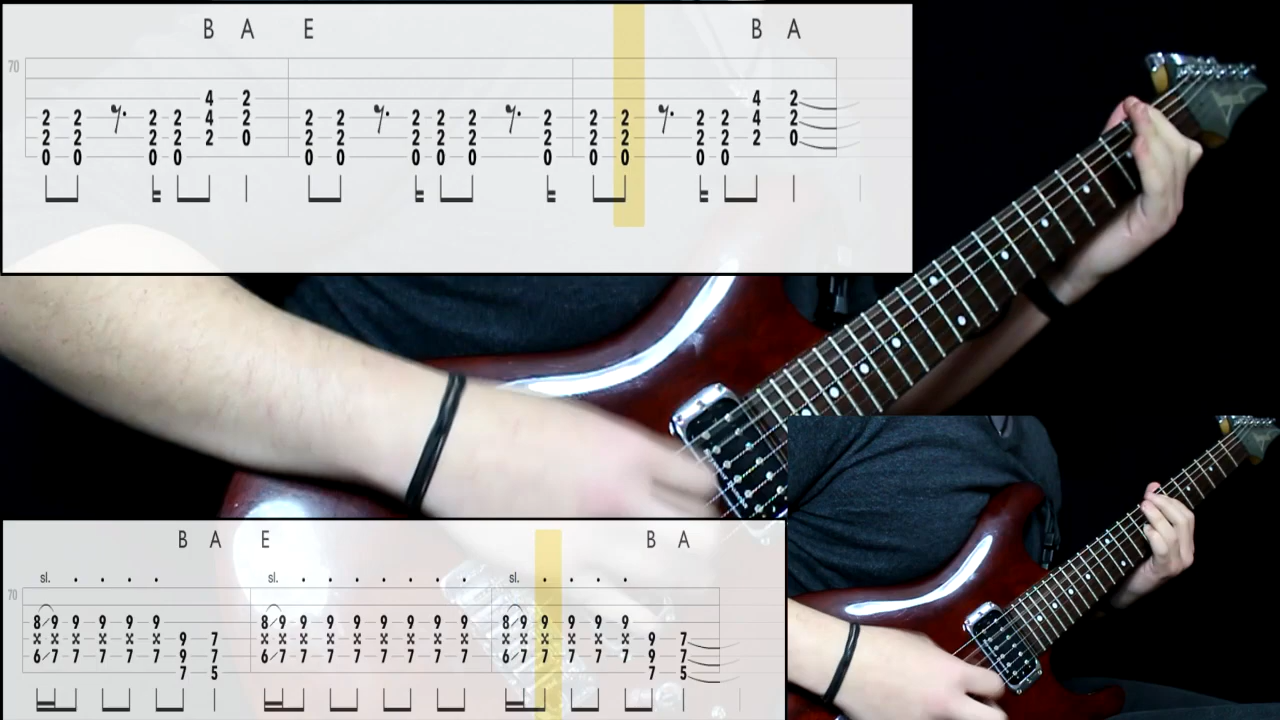 B A E B A
70
4 2 4 2
2 2 2 2 4 2 2 2 2 2 2 2 2 2 2 2 4 2
2 2 2 2 2 0 2 2 2 2 2 2 2 2 2 2 2 0
0 0 0 0 0 0 0 0 0 0 0 0 0 0
B A E B A
sl. sl. sl.
70
8 9 9 9 9 9 8 9 9 9 9 9 9 9 9 8 9 9 9 9 9
x x x x x x 9 7 x x x x x x x x x x x x x x x 9 7
6 7 7 7 7 7 9 7 6 7 7 7 7 7 7 7 7 6 7 7 7 7 7 9 7
7 5 7 5